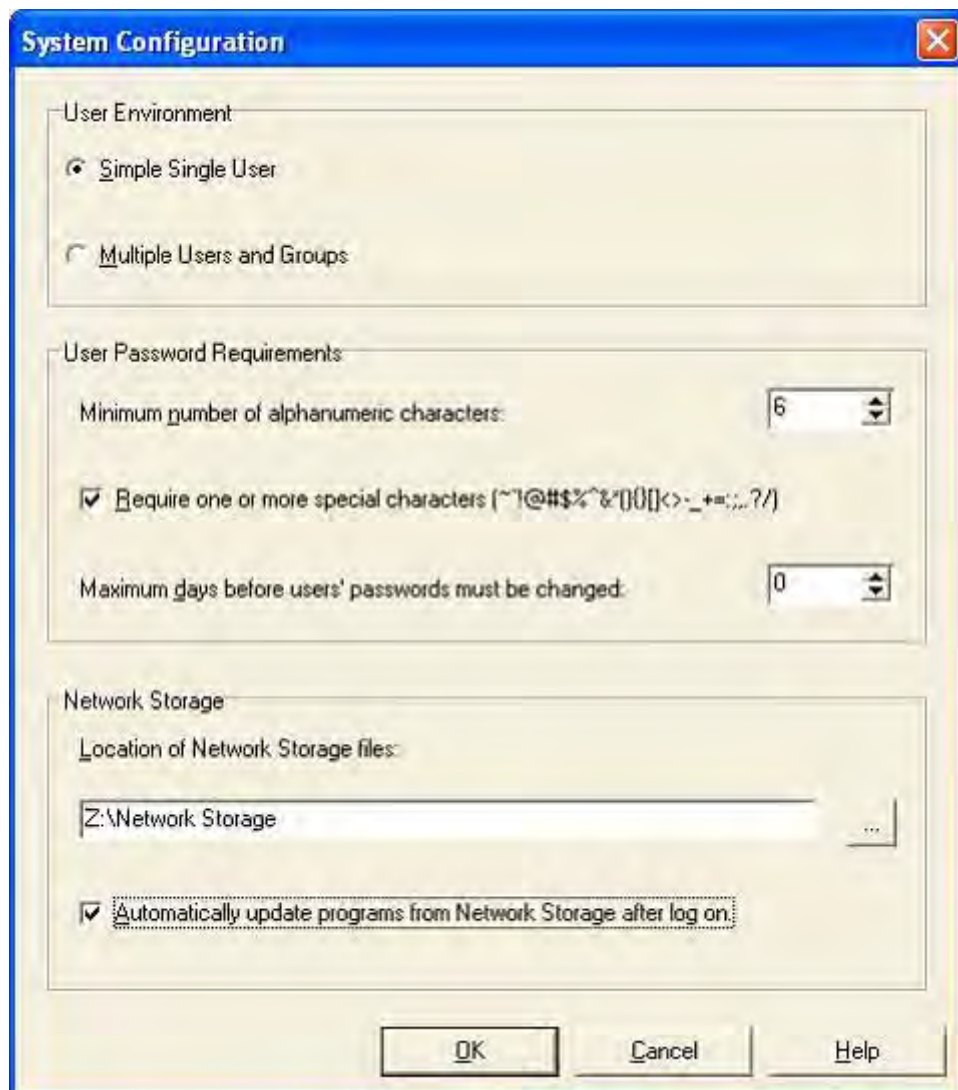 System Configuration
User Environment
Simple Single User
Multiple Users and Groups
User Password Requirements
Minimum number of alphanumeric characters:
6
Require one or more special characters (~`!@#$%^&*(){}[]<>-_+=:;,.?/)
Maximum days before users' passwords must be changed:
0
Network Storage
Location of Network Storage files:
Z:\Network Storage
...
Automatically update programs from Network Storage after log on.
OK
Cancel
Help